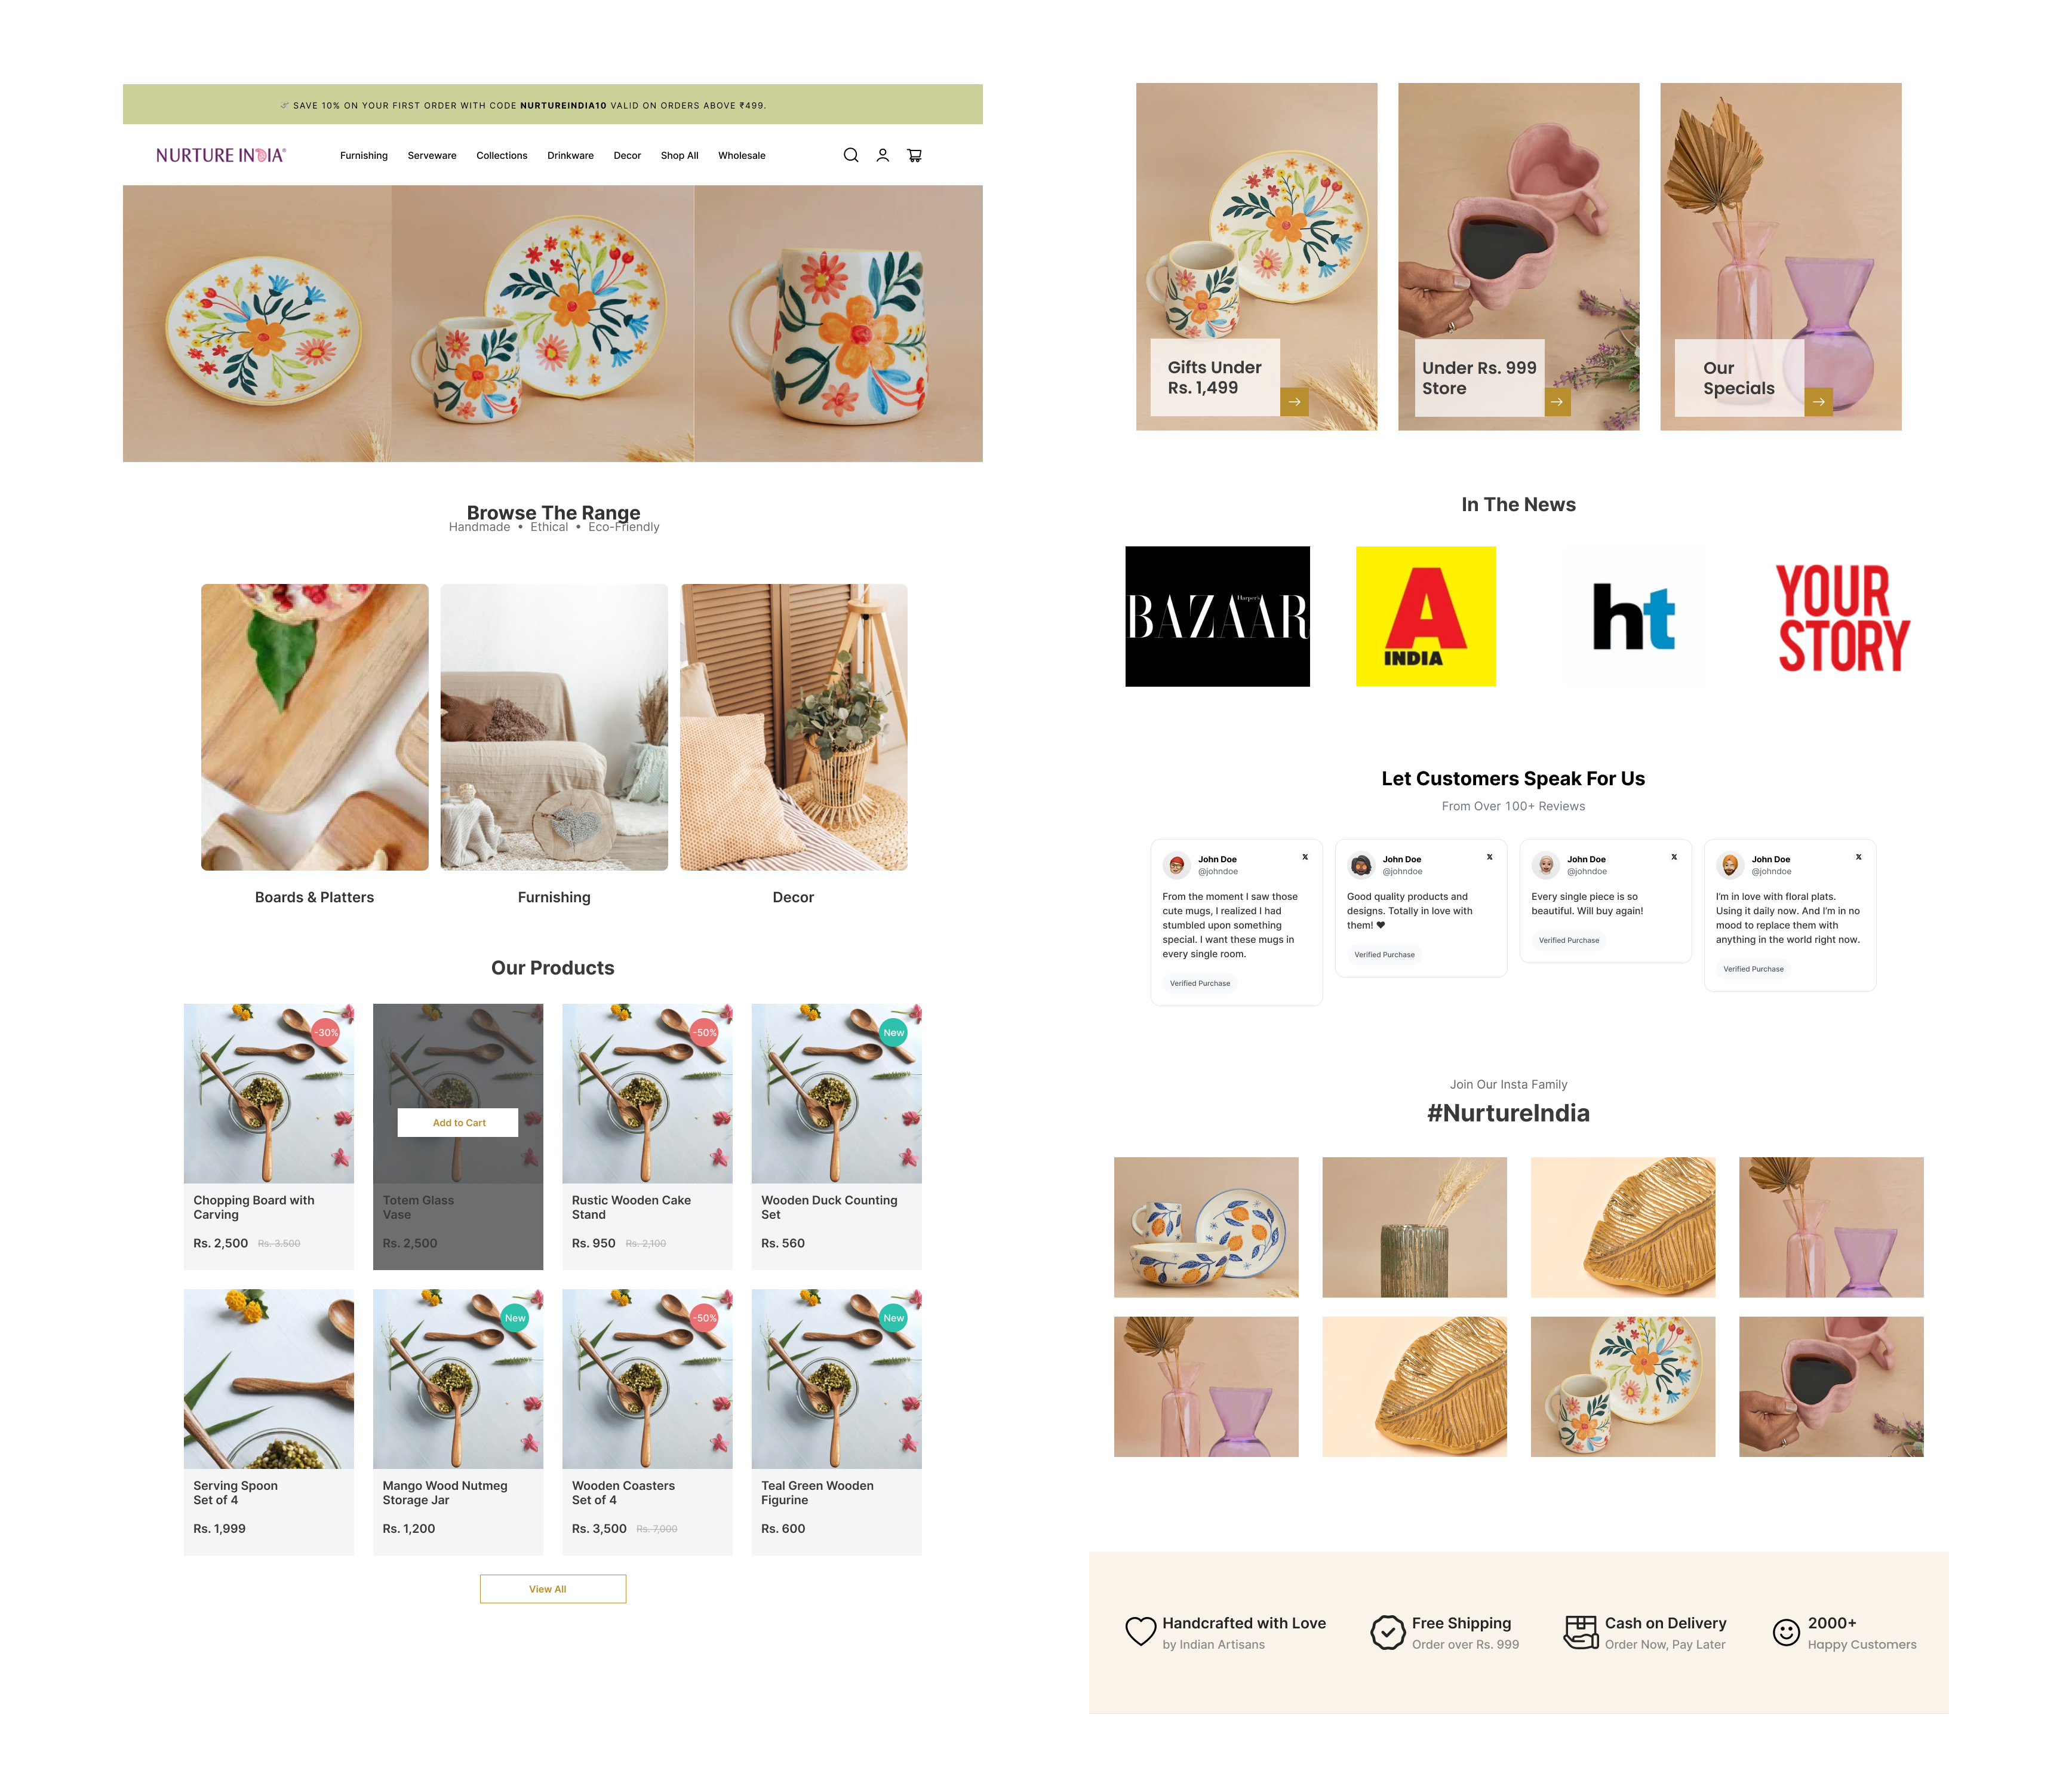 SAVE 10% ON YOUR FIRST ORDER WITH CODE NURTUREINDIA10 VALID ON ORDERS ABOVE ₹499.
NURTURE INDIA®
Furnishing Serveware Collections Drinkware Decor Shop All Wholesale
Browse The Range
Handmade • Ethical • Eco-Friendly
Boards & Platters
Furnishing
Decor
Our Products
-30%
Chopping Board with
Carving
Rs. 2,500 Rs. 3,500
Add to Cart
Totem Glass
Vase
Rs. 2,500
-50%
Rustic Wooden Cake
Stand
Rs. 950 Rs. 2,100
New
Wooden Duck Counting
Set
Rs. 560
Serving Spoon
Set of 4
Rs. 1,999
New
Mango Wood Nutmeg
Storage Jar
Rs. 1,200
-50%
Wooden Coasters
Set of 4
Rs. 3,500 Rs. 7,000
New
Teal Green Wooden
Figurine
Rs. 600
View All
Gifts Under
Rs. 1,499
Under Rs. 999
Store
Our
Specials
In The News
Harper's
BAZAAR
A
INDIA
ht
YOUR
STORY
Let Customers Speak For Us
From Over 100+ Reviews
John Doe
@johndoe
From the moment I saw those
cute mugs, I realized I had
stumbled upon something
special. I want these mugs in
every single room.
Verified Purchase
John Doe
@johndoe
Good quality products and
designs. Totally in love with
them! ♥
Verified Purchase
John Doe
@johndoe
Every single piece is so
beautiful. Will buy again!
Verified Purchase
John Doe
@johndoe
I'm in love with floral plats.
Using it daily now. And I'm in no
mood to replace them with
anything in the world right now.
Verified Purchase
Join Our Insta Family
#NurtureIndia
Handcrafted with Love
by Indian Artisans
Free Shipping
Order over Rs. 999
Cash on Delivery
Order Now, Pay Later
2000+
Happy Customers